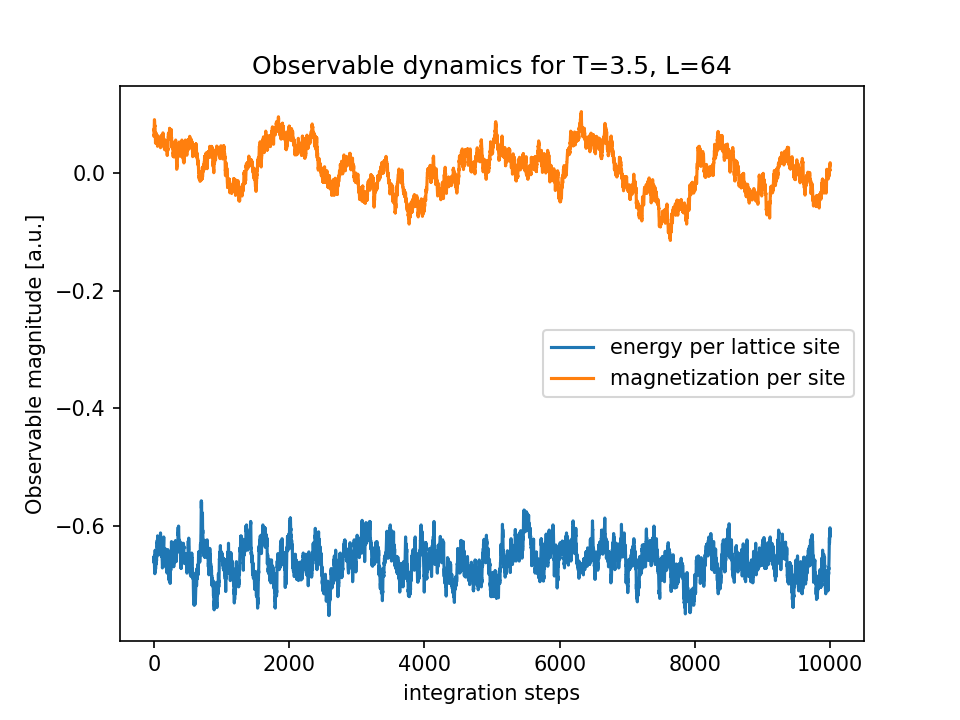 Observable dynamics for T=3.5, L=64
Observable magnitude [a.u.]
0.0
−0.2
−0.4
−0.6
energy per lattice site
magnetization per site
0 2000 4000 6000 8000 10000
integration steps